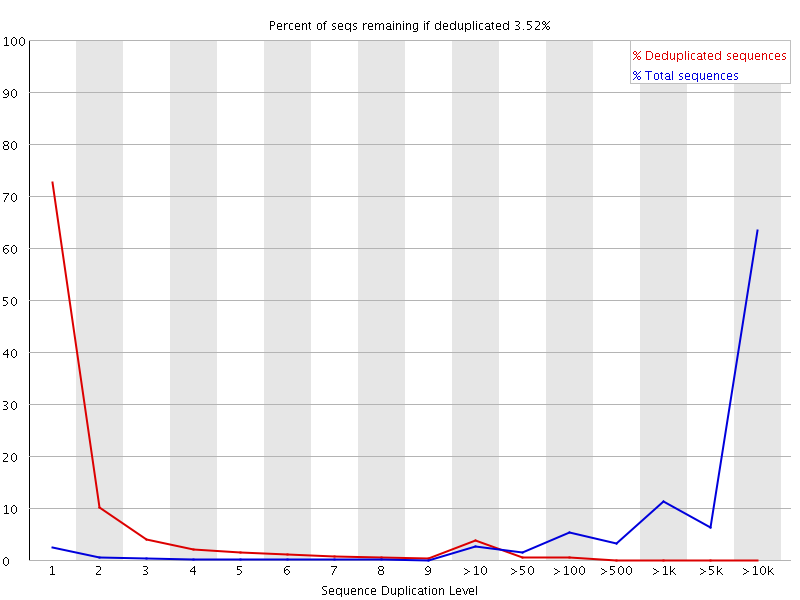 Percent of seqs remaining if deduplicated 3.52%
% Deduplicated sequences
% Total sequences
100
90
80
70
60
50
40
30
20
10
0
1 2 3 4 5 6 7 8 9 >10 >50 >100 >500 >1k >5k >10k
Sequence Duplication Level